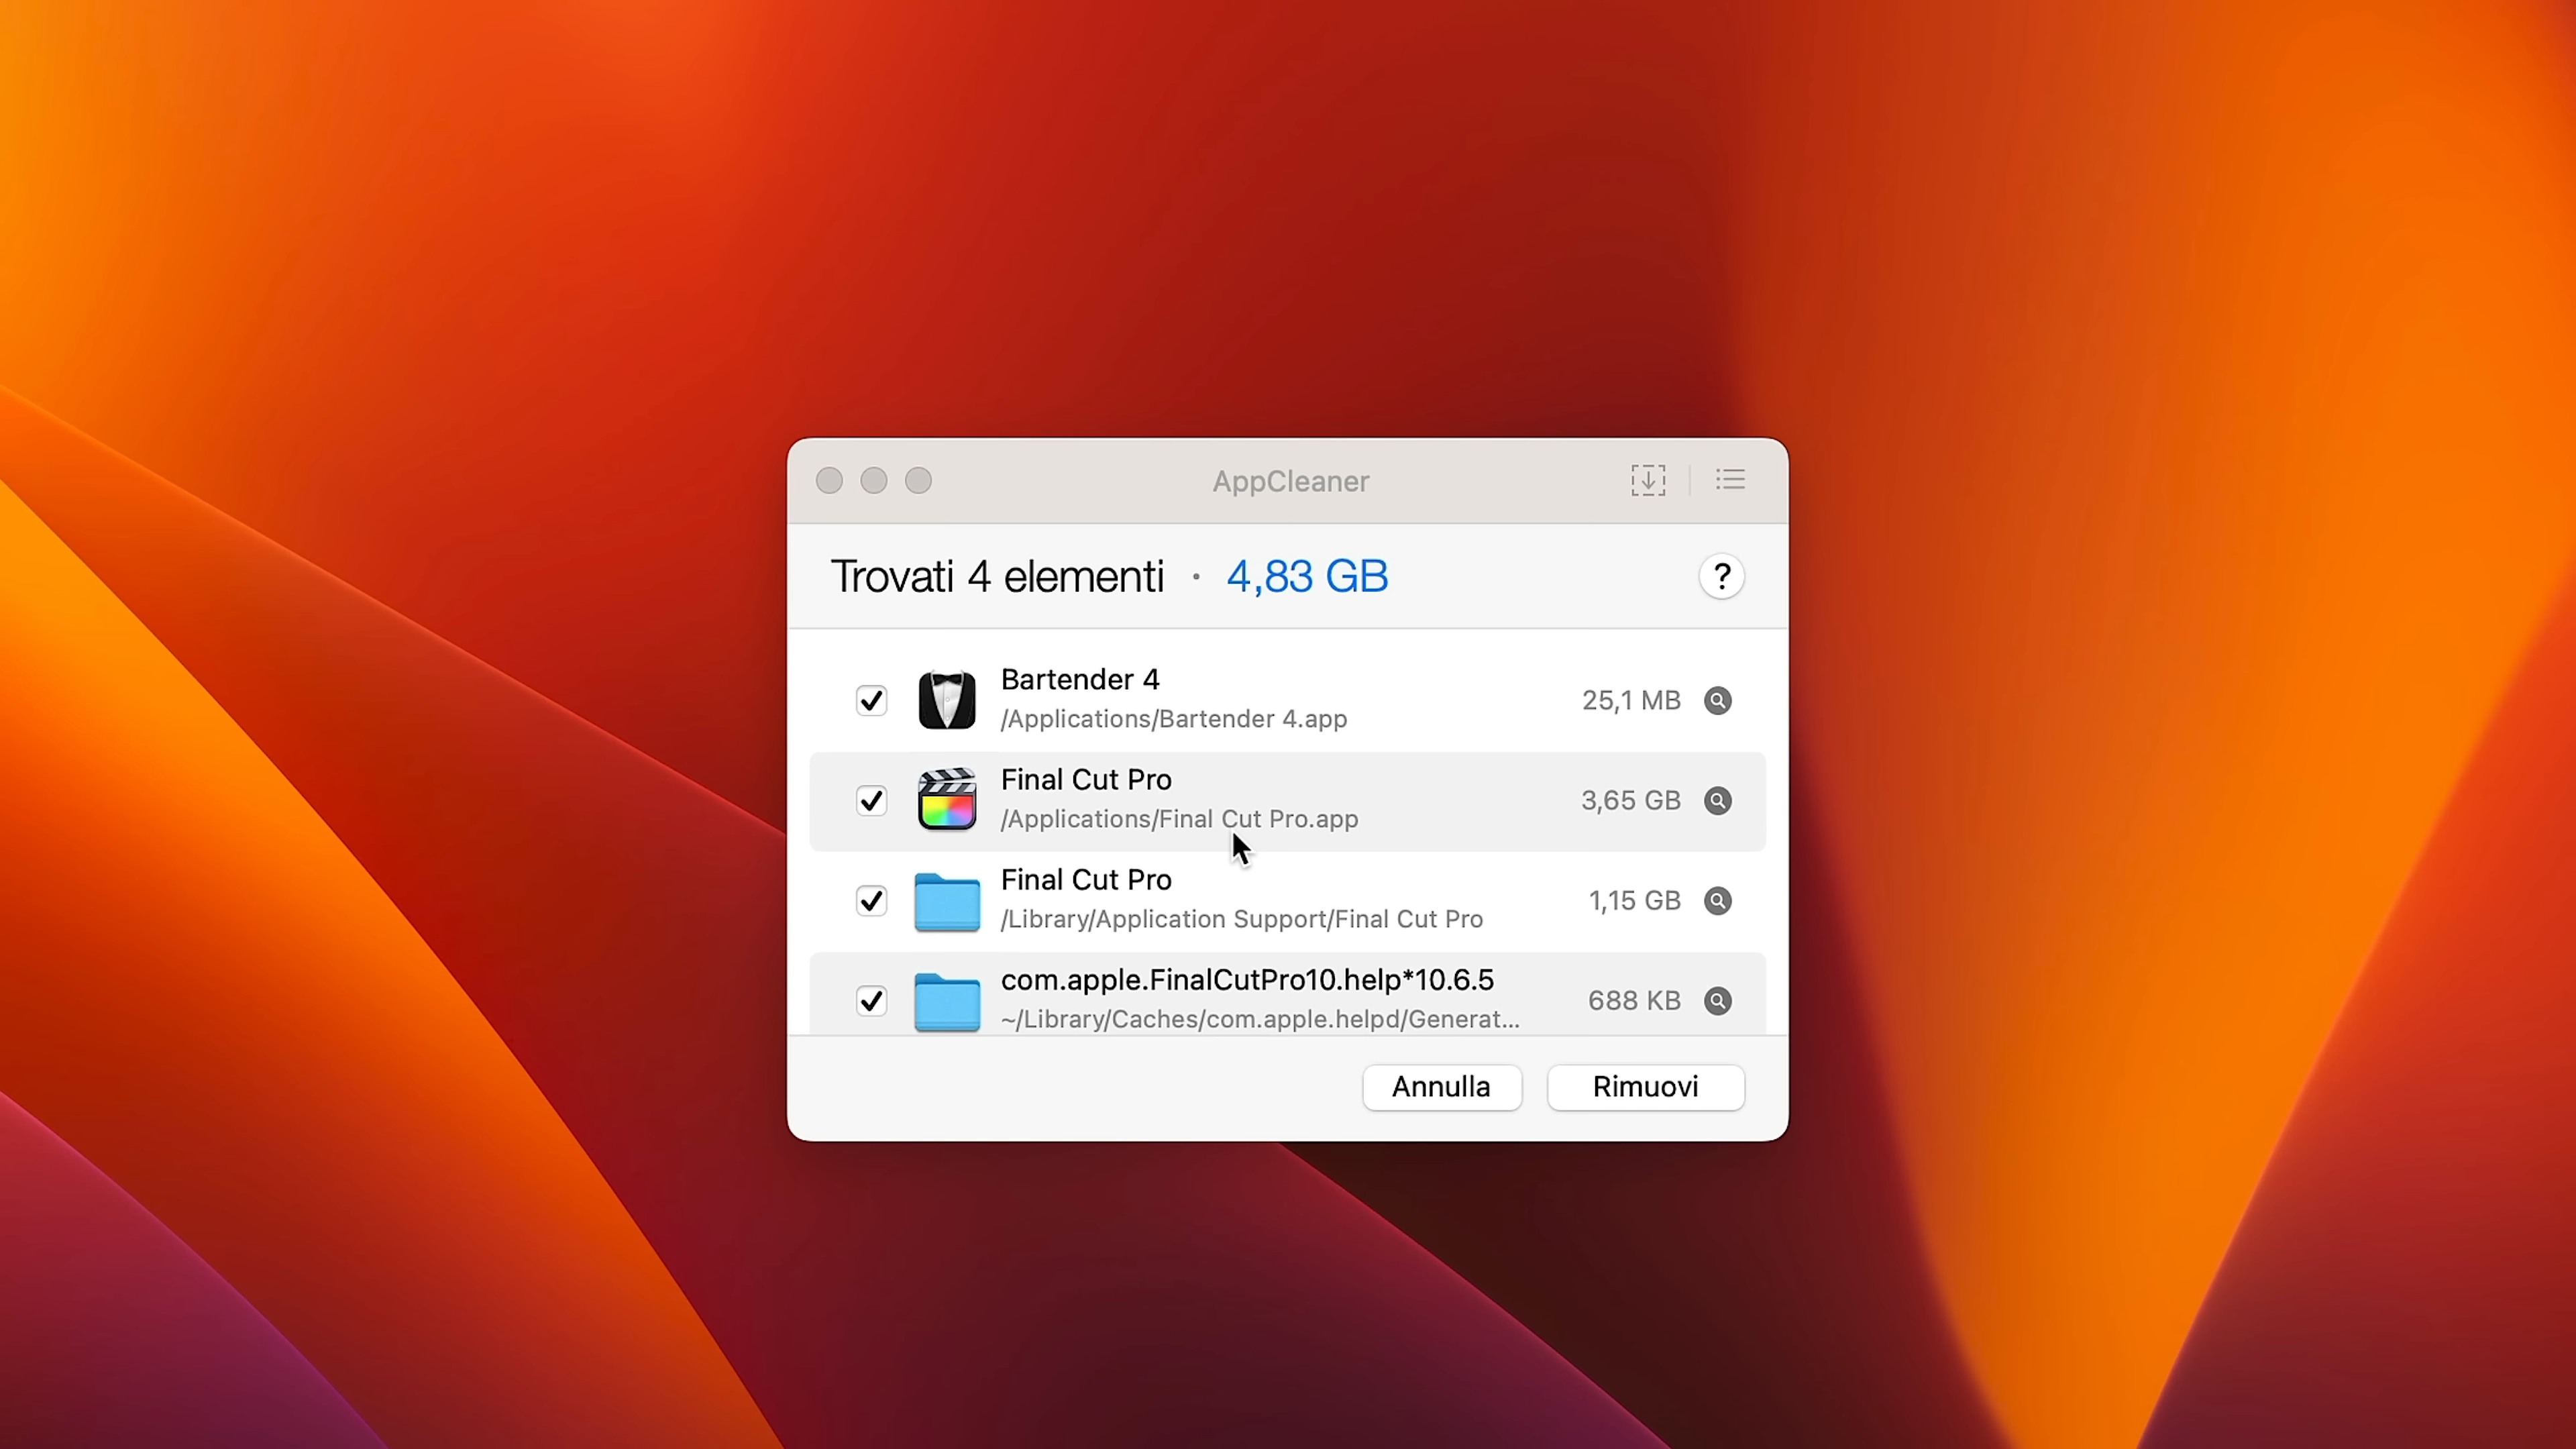 AppCleaner
Trovati 4 elementi · 4,83 GB
?
Bartender 4
/Applications/Bartender 4.app
25,1 MB
Final Cut Pro
/Applications/Final Cut Pro.app
3,65 GB
Final Cut Pro
/Library/Application Support/Final Cut Pro
1,15 GB
com.apple.FinalCutPro10.help*10.6.5
~/Library/Caches/com.apple.helpd/Generat...
688 KB
Annulla
Rimuovi